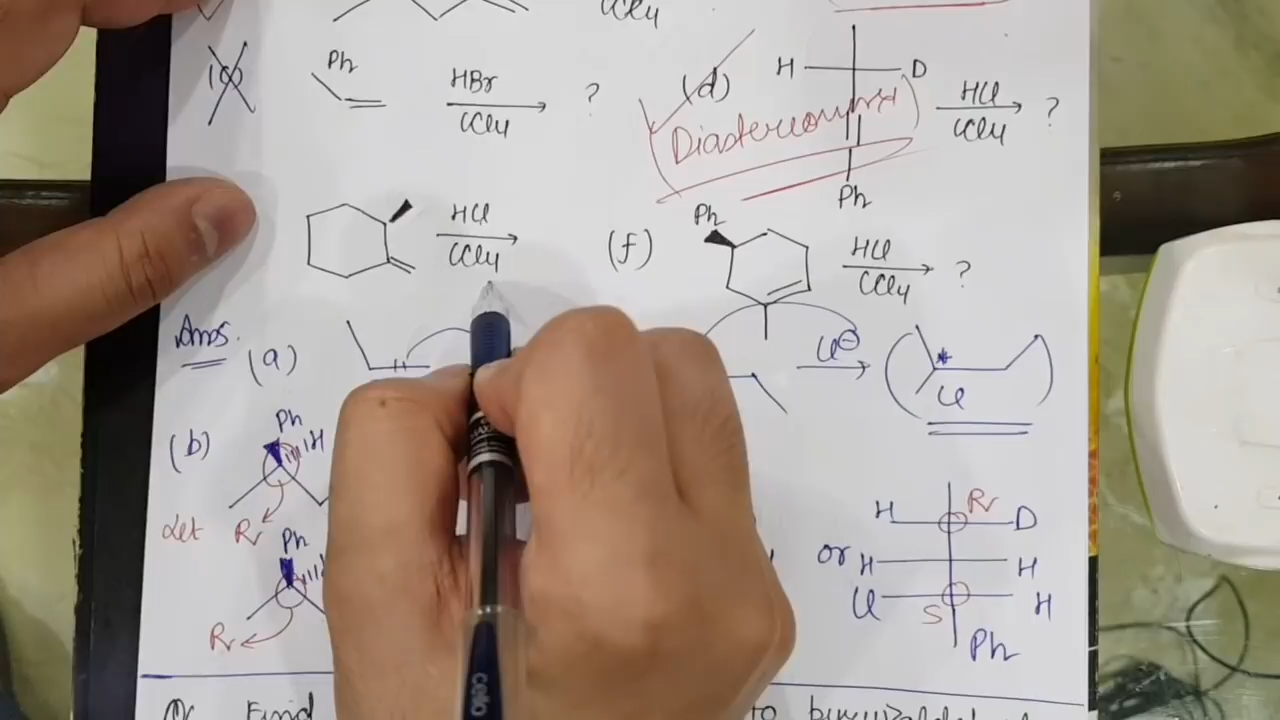 CCl4
(c) Ph HBr CCl4 ?
(d) H D Ph HCl CCl4 ?
Diastereomers
HCl CCl4
(f) Ph HCl CCl4 ?
Ans. (a) Cl⊖ * Cl
(b) Ph H
Let R
Ph
R
or H R D
H H
Cl S H
Ph
Q. Find to